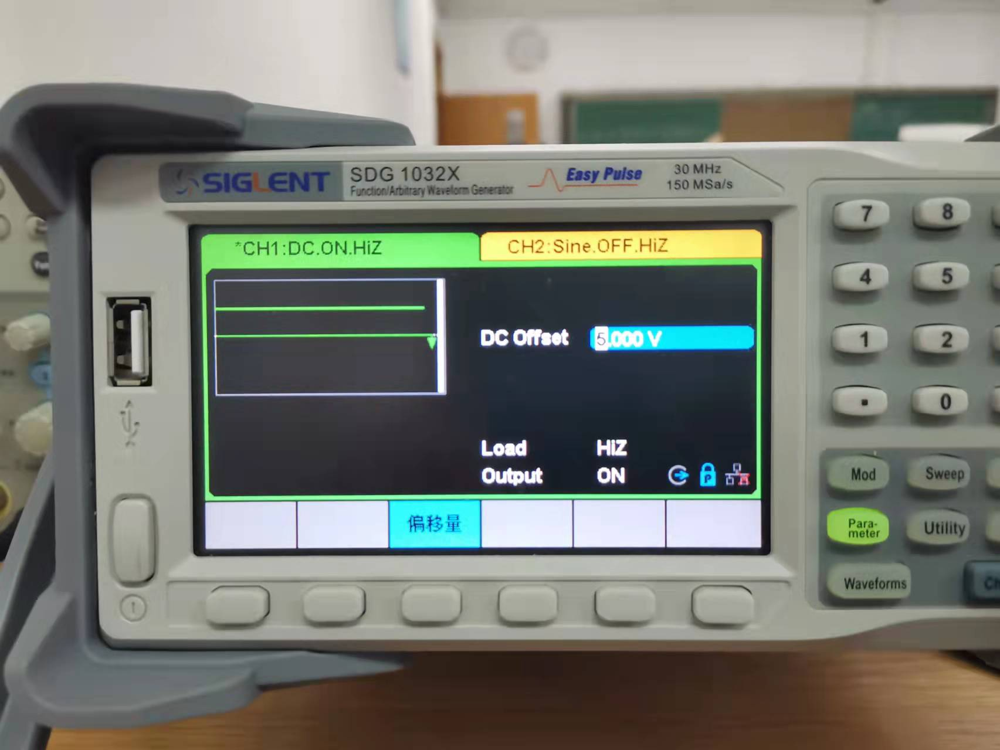 SIGLENT
SDG 1032X
Function/Arbitrary Waveform Generator
Easy Pulse
30 MHz
150 MSa/s
*CH1:DC.ON.HiZ
CH2:Sine.OFF.HiZ
DC Offset 5.000 V
Load HiZ
Output ON
P
偏移量
7 8
4 5
1 2
. 0
Mod
Sweep
Para-
meter
Utility
Waveforms